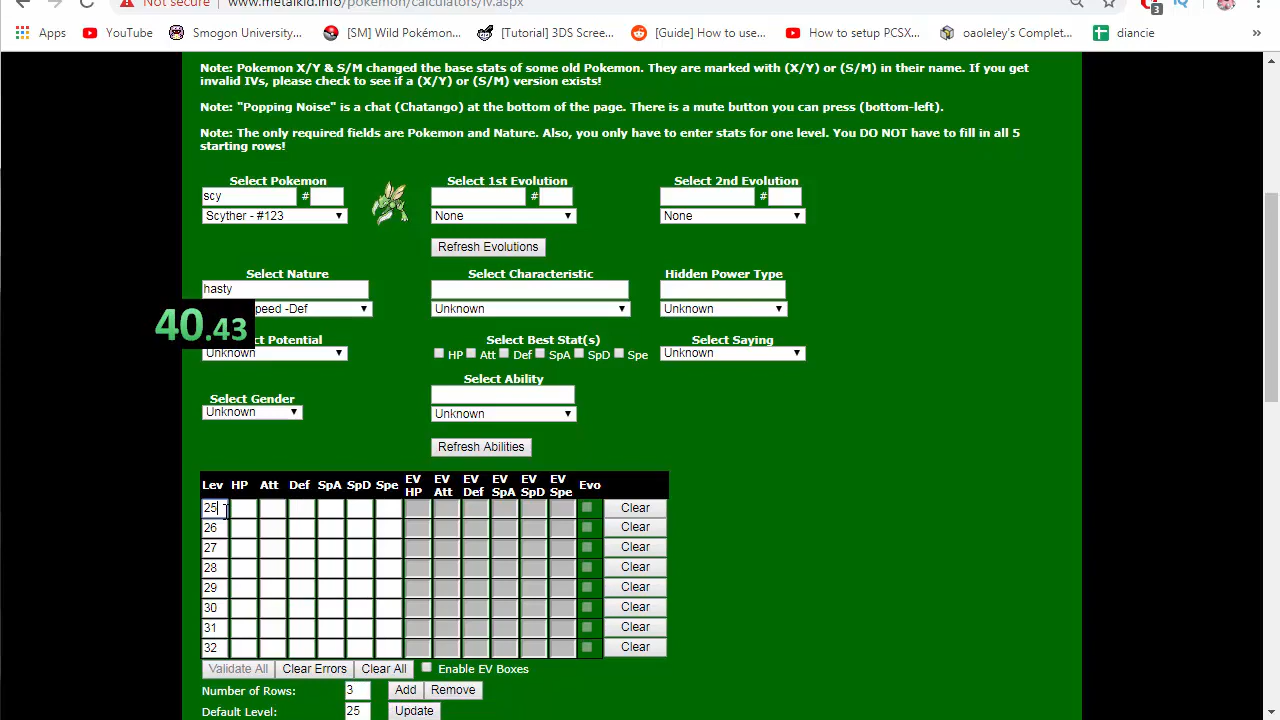 Not secure www.metalkid.info/pokemon/calculators/iv.aspx
3
Apps YouTube Smogon University... [SM] Wild Pokémon... [Tutorial] 3DS Screen... [Guide] How to use... How to setup PCSX... oaoleley's Complet... diancie »
Note: Pokemon X/Y & S/M changed the base stats of some old Pokemon. They are marked with (X/Y) or (S/M) in their name. If you get
invalid IVs, please check to see if a (X/Y) or (S/M) version exists!
Note: "Popping Noise" is a chat (Chatango) at the bottom of the page. There is a mute button you can press (bottom-left).
Note: The only required fields are Pokemon and Nature. Also, you only have to enter stats for one level. You DO NOT have to fill in all 5
starting rows!
Select Pokemon Select 1st Evolution Select 2nd Evolution
scy # # #
Scyther - #123 None None
Refresh Evolutions
Select Nature Select Characteristic Hidden Power Type
hasty
peed -Def Unknown Unknown
40.43
ct Potential Select Best Stat(s) Select Saying
Unknown HP Att Def SpA SpD Spe Unknown
Select Ability
Select Gender
Unknown Unknown
Refresh Abilities
Lev HP Att Def SpA SpD Spe EV HP EV Att EV Def EV SpA EV SpD EV Spe Evo
25 Clear
26 Clear
27 Clear
28 Clear
29 Clear
30 Clear
31 Clear
32 Clear
Validate All Clear Errors Clear All Enable EV Boxes
Number of Rows: 3 Add Remove
Default Level: 25 Update